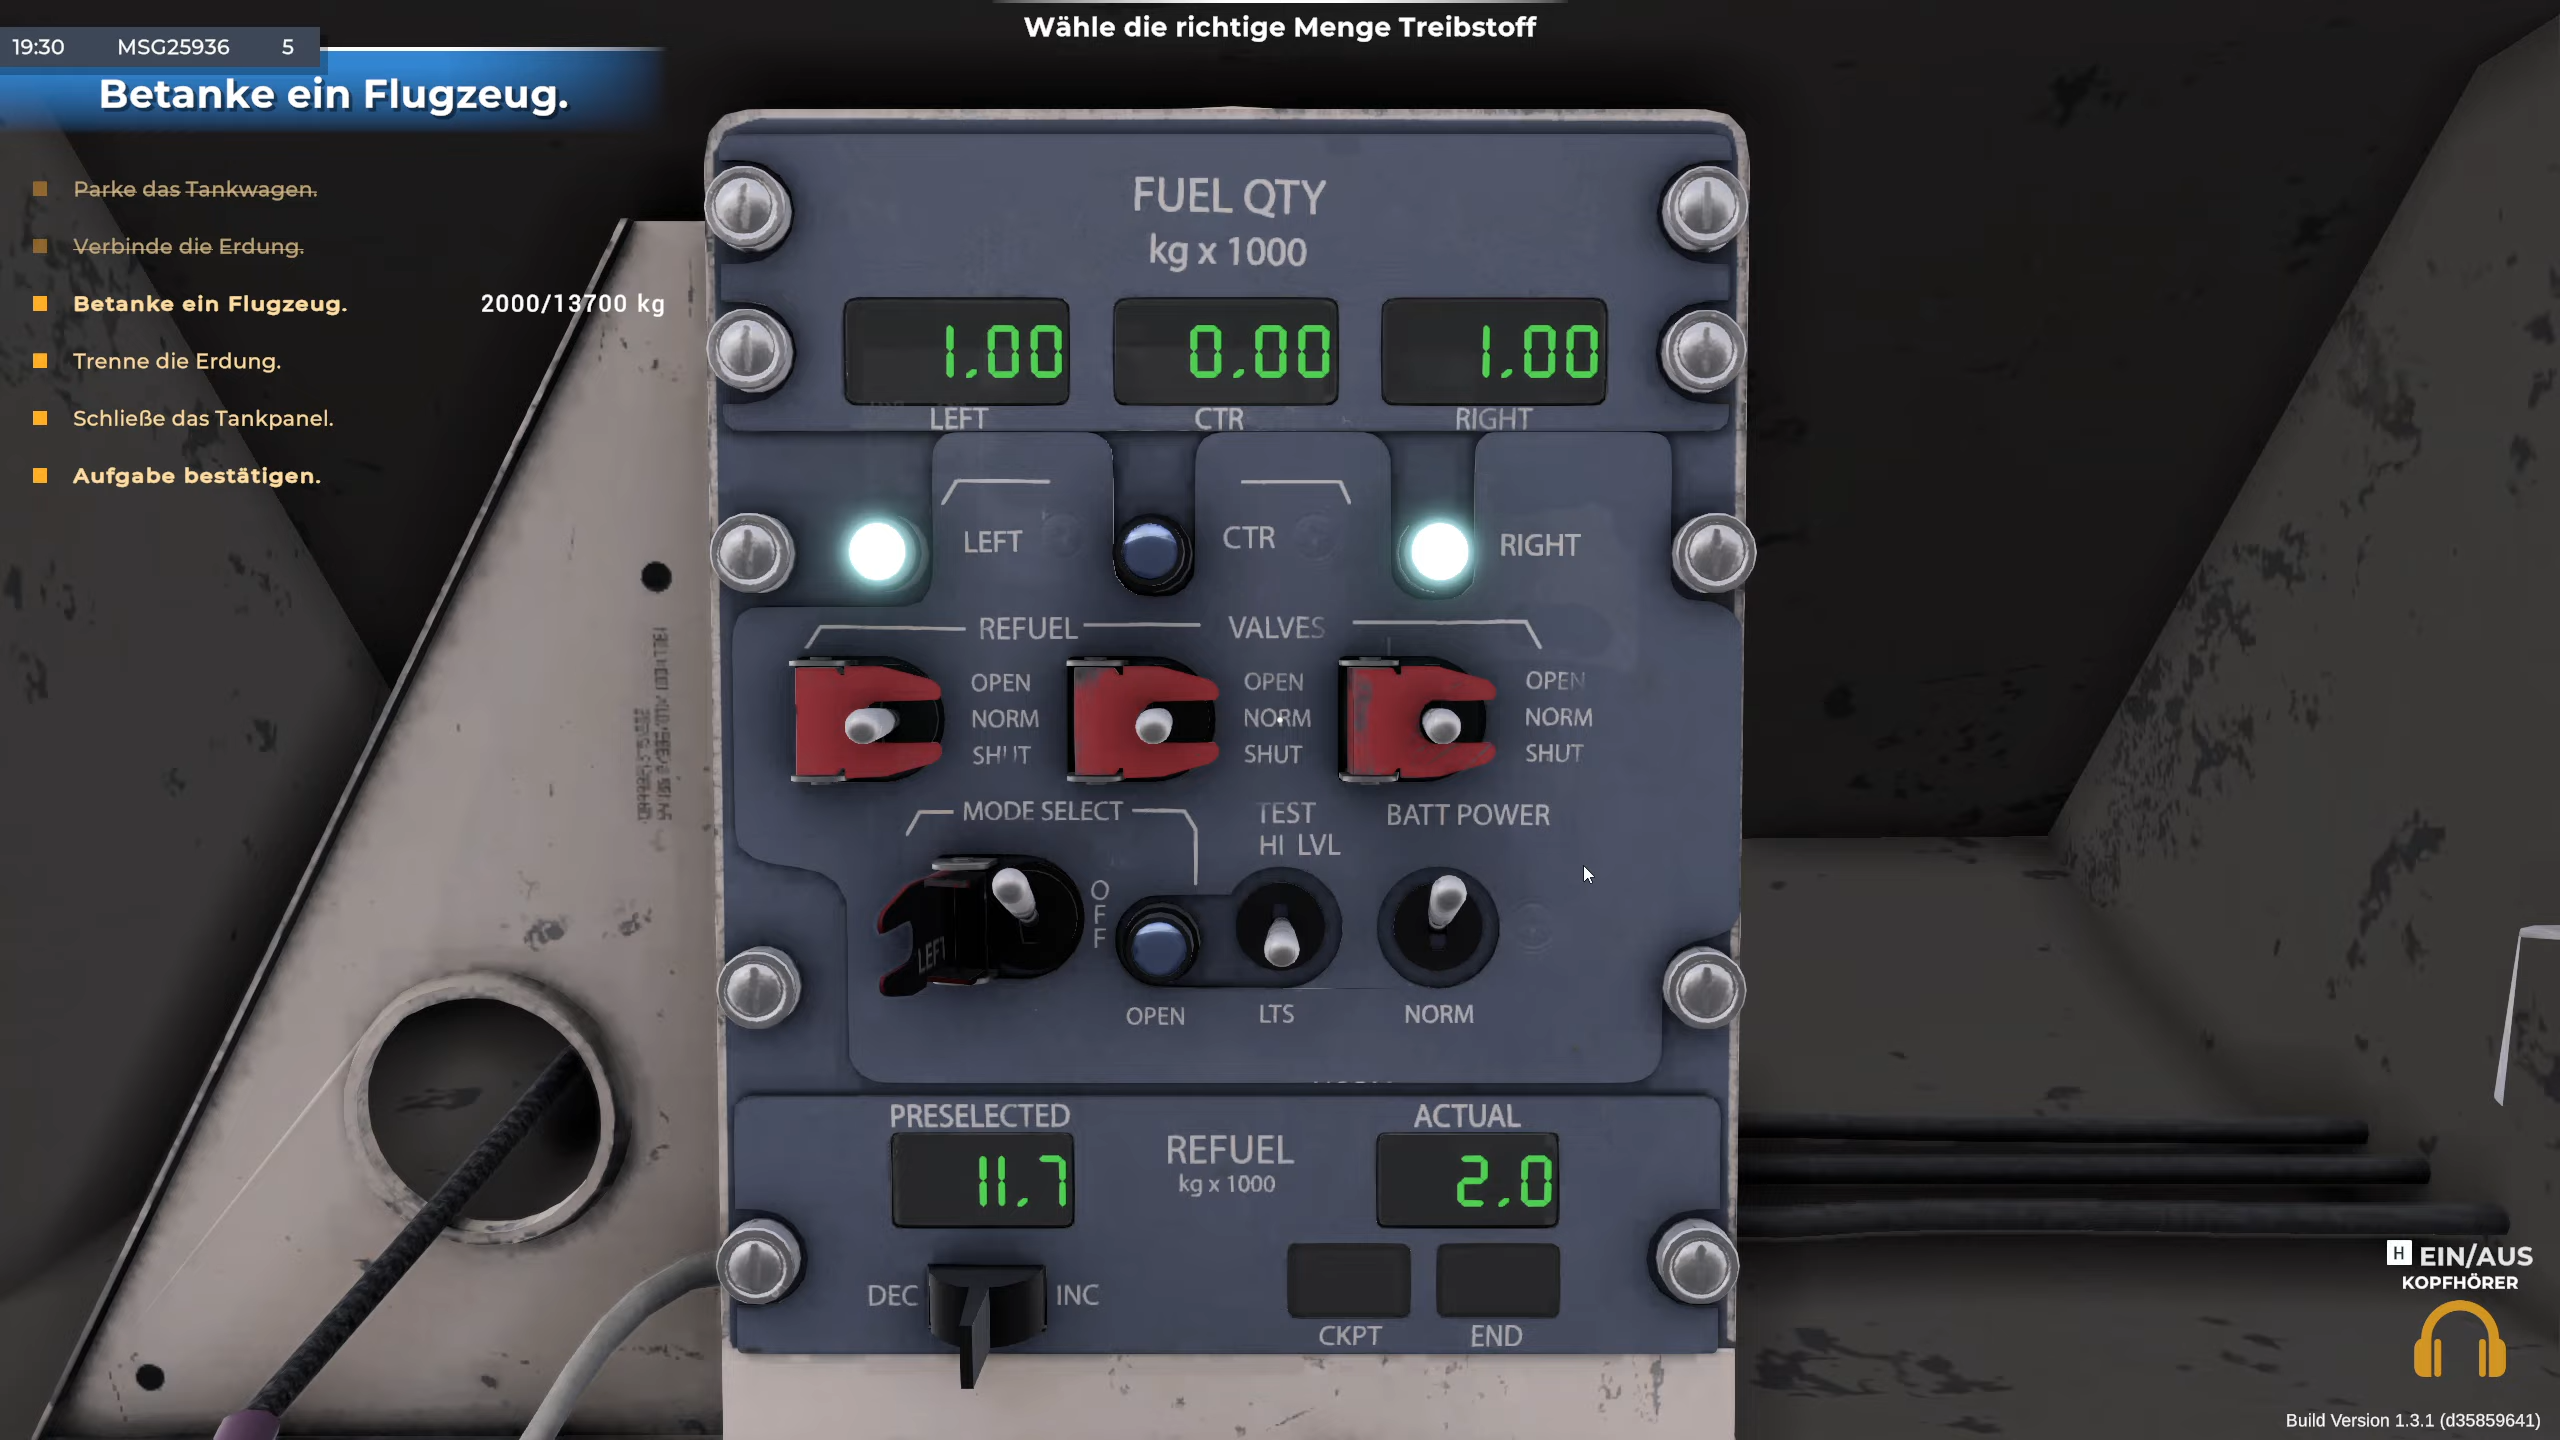 Wähle die richtige Menge Treibstoff
19:30 MSG25936 5
Betanke ein Flugzeug.
Parke das Tankwagen.
Verbinde die Erdung.
Betanke ein Flugzeug. 2000/13700 kg
Trenne die Erdung.
Schließe das Tankpanel.
Aufgabe bestätigen.
FUEL QTY
kg x 1000
1.00 0.00 1.00
LEFT CTR RIGHT
LEFT CTR RIGHT
REFUEL VALVES
OPEN OPEN OPEN
NORM NORM NORM
SHUT SHUT SHUT
MODE SELECT TEST BATT POWER
HI LVL
OFF
LEFT
OPEN LTS NORM
PRESELECTED ACTUAL
11.7 REFUEL 2.0
kg x 1000
DEC INC
CKPT END
H EIN/AUS
KOPFHÖRER
Build Version 1.3.1 (d35859641)